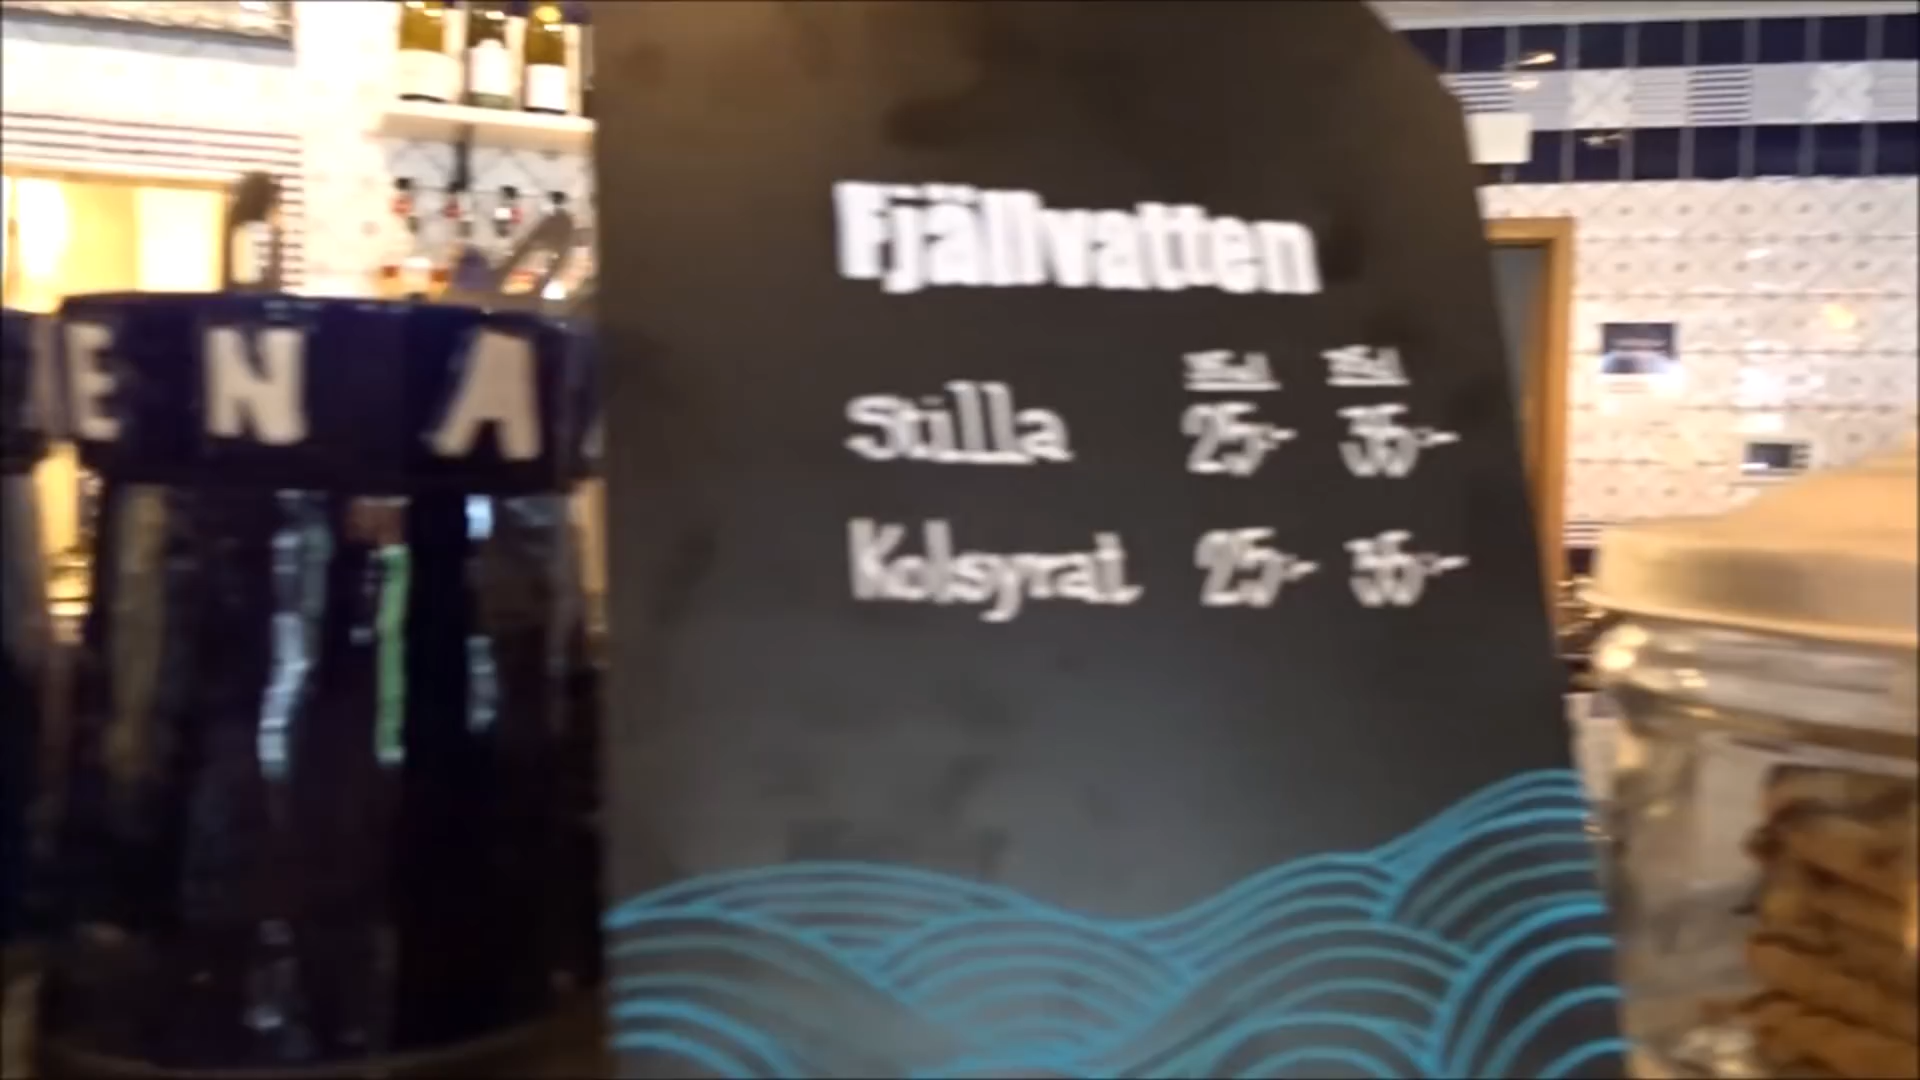 E N A
Fjällvatten
Stilla 25:- 35:-
Kolsyrat 25:- 35:-